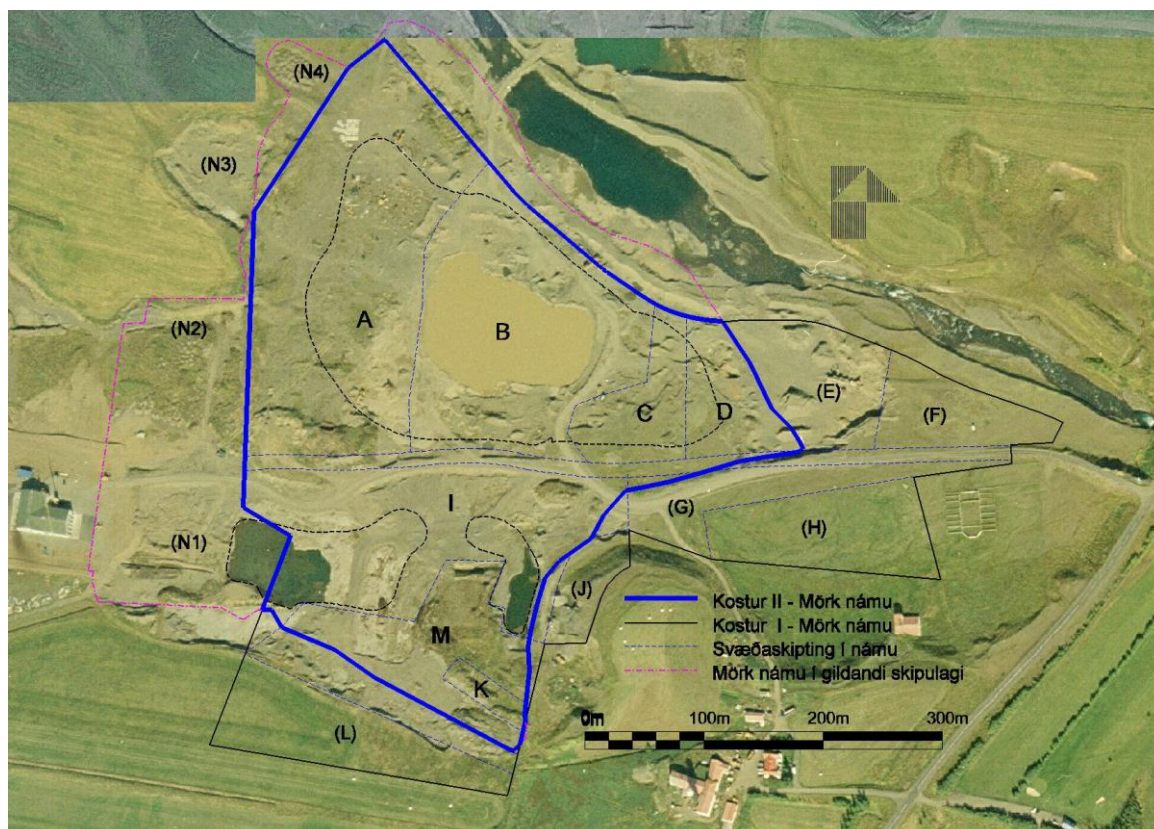 (N4)
(N3)
A
B
(N2)
C
D
(E)
(F)
I
(G)
(H)
(N1)
(J)
M
K
(L)
Kostur II - Mörk námu
Kostur I - Mörk námu
Svæðaskipting í námu
Mörk námu í gildandi skipulagi
0m 100m 200m 300m